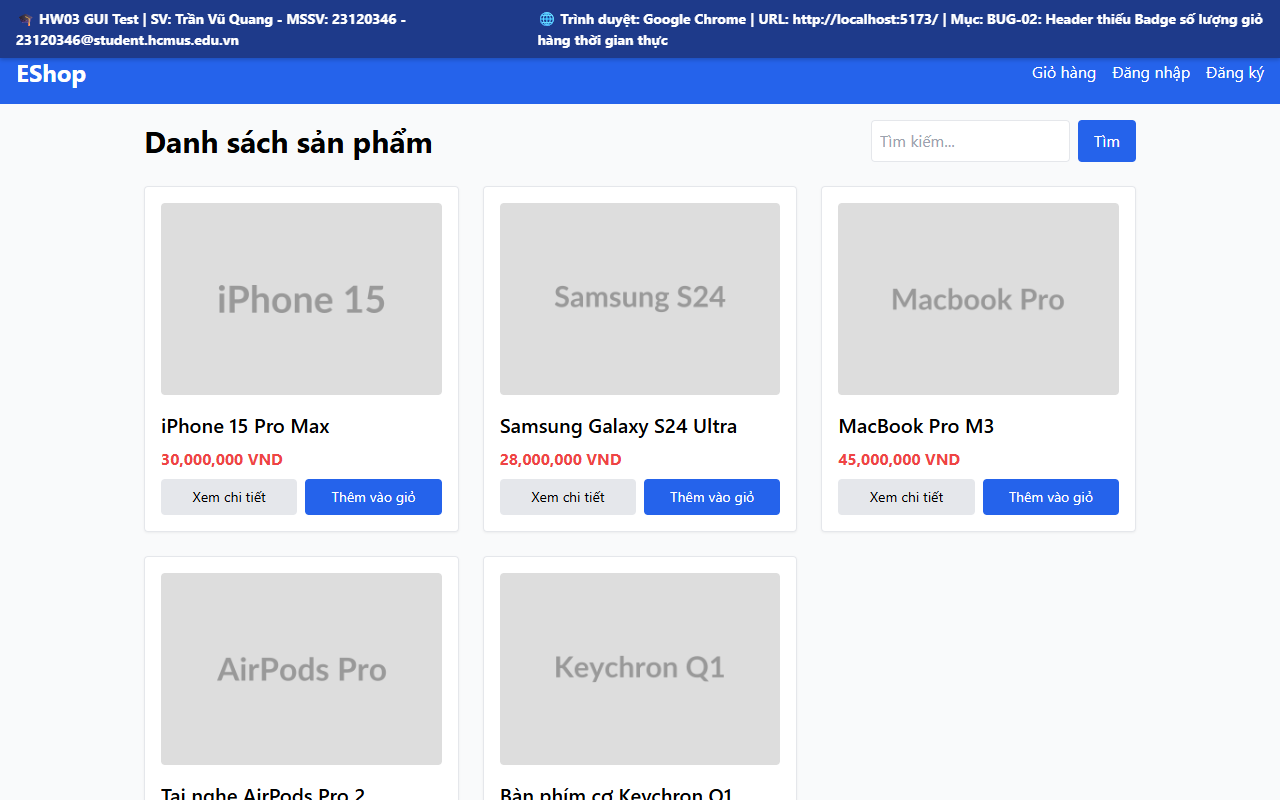 HW03 GUI Test | SV: Trần Vũ Quang - MSSV: 23120346 -
23120346@student.hcmus.edu.vn
Trình duyệt: Google Chrome | URL: http://localhost:5173/ | Mục: BUG-02: Header thiếu Badge số lượng giỏ
hàng thời gian thực
EShop
Giỏ hàng Đăng nhập Đăng ký
Danh sách sản phẩm
Tìm kiếm...
Tìm
iPhone 15
Samsung S24
Macbook Pro
iPhone 15 Pro Max
Samsung Galaxy S24 Ultra
MacBook Pro M3
30,000,000 VND
28,000,000 VND
45,000,000 VND
Xem chi tiết Thêm vào giỏ
Xem chi tiết Thêm vào giỏ
Xem chi tiết Thêm vào giỏ
AirPods Pro
Keychron Q1
Tai nghe AirPods Pro 2
Bàn phím cơ Keychron Q1